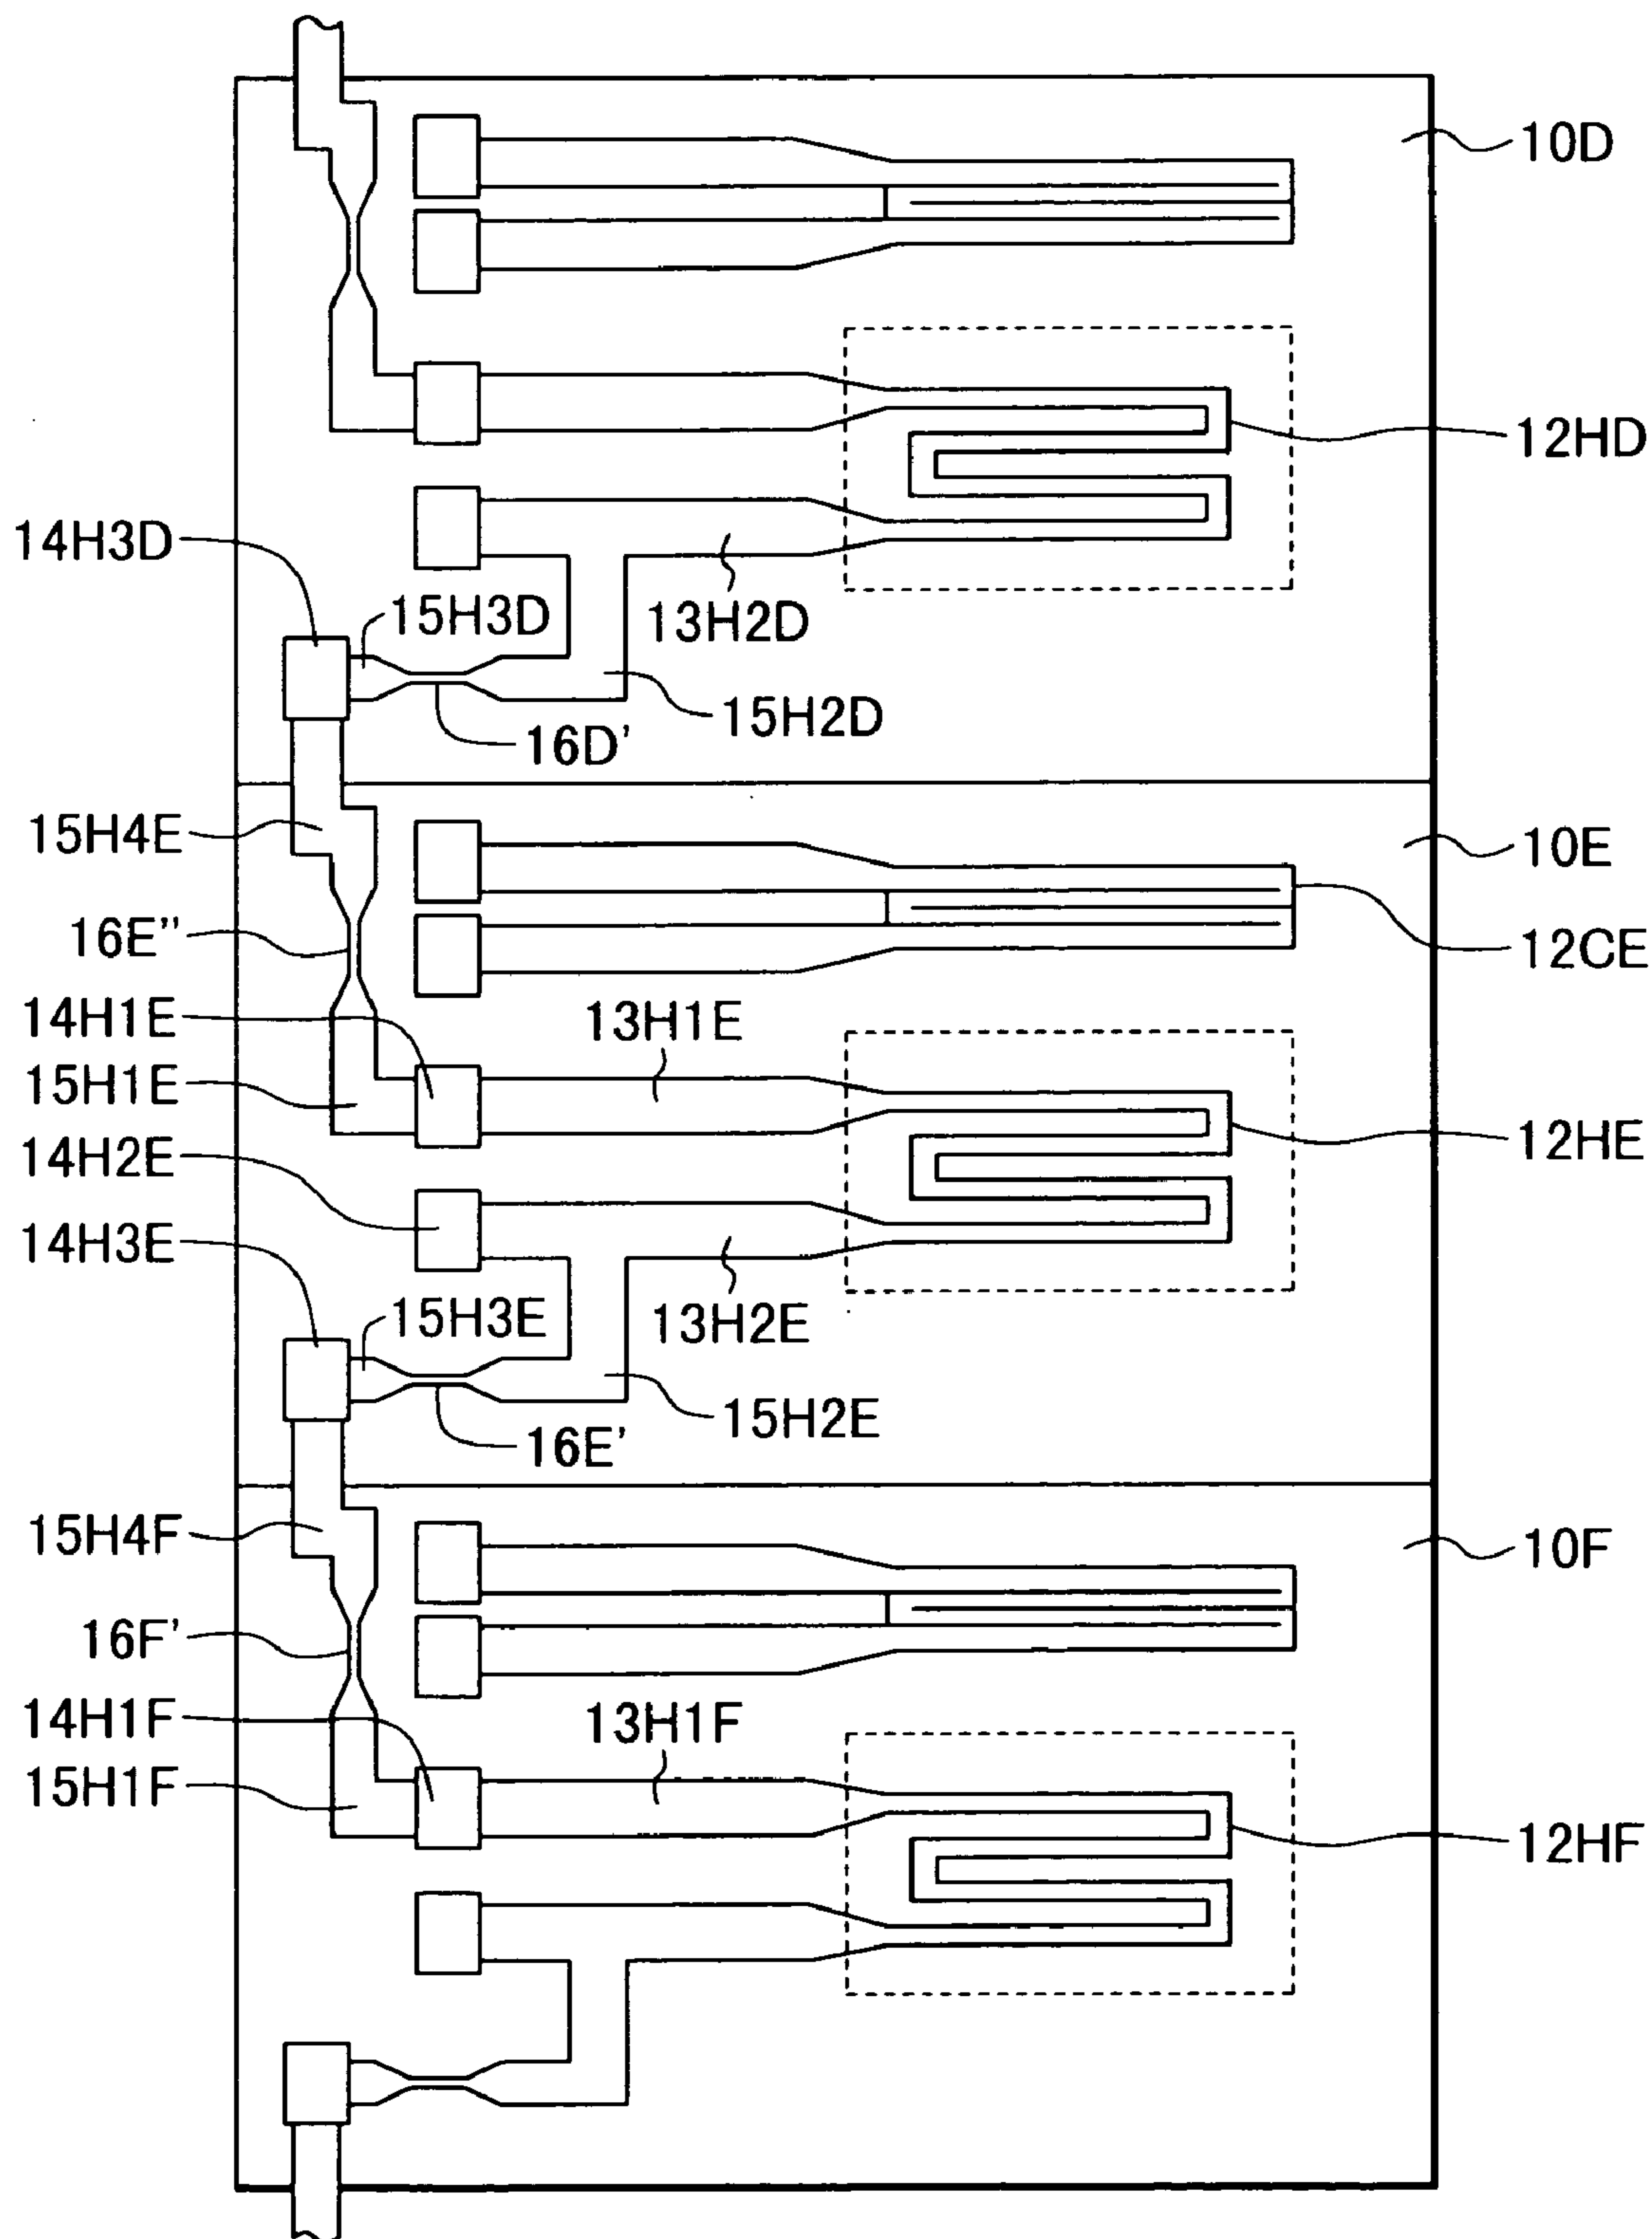 10D
12HD
14H3D
15H3D
13H2D
15H2D
16D’
15H4E
10E
16E’’
12CE
14H1E
13H1E
15H1E
12HE
14H2E
14H3E
15H3E
13H2E
15H2E
16E’
15H4F
10F
16F’
14H1F
13H1F
15H1F
12HF